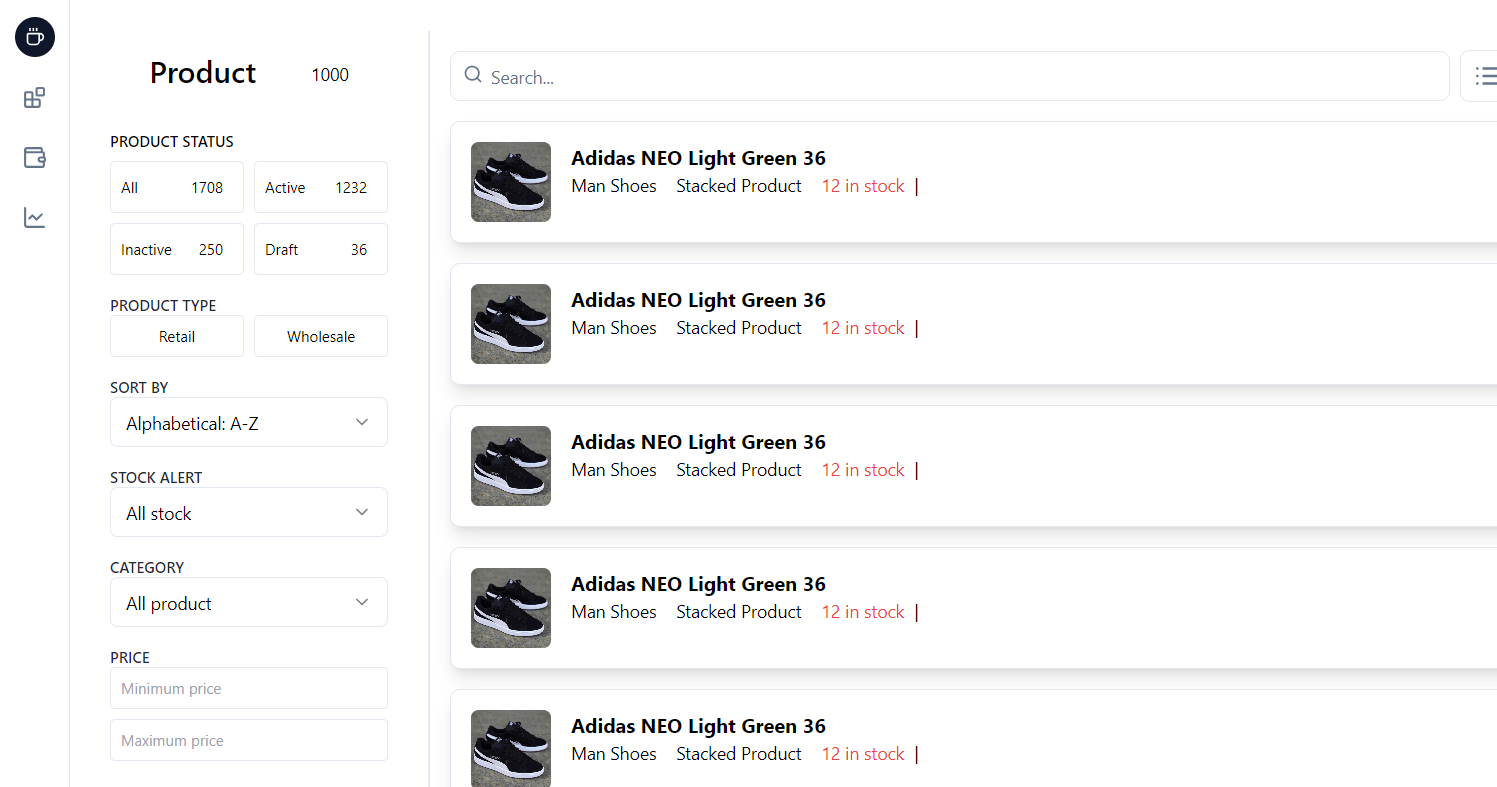 Product 1000
PRODUCT STATUS
All 1708 Active 1232
Inactive 250 Draft 36
PRODUCT TYPE
Retail Wholesale
SORT BY
Alphabetical: A-Z
STOCK ALERT
All stock
CATEGORY
All product
PRICE
Minimum price
Maximum price
Search...
Adidas NEO Light Green 36
Man Shoes Stacked Product 12 in stock |
Adidas NEO Light Green 36
Man Shoes Stacked Product 12 in stock |
Adidas NEO Light Green 36
Man Shoes Stacked Product 12 in stock |
Adidas NEO Light Green 36
Man Shoes Stacked Product 12 in stock |
Adidas NEO Light Green 36
Man Shoes Stacked Product 12 in stock |